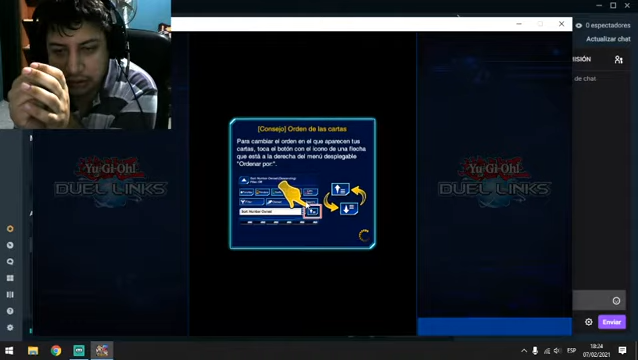 0 espectadores
Actualizar chat
ISIÓN
de chat
[Consejo] Orden de las cartas
Para cambiar el orden en el que aparecen tus
cartas, toca el botón con el icono de una flecha
que está a la derecha del menú desplegable
"Ordenar por:".
Yu-Gi-Oh!
DUEL LINKS
Yu-Gi-Oh!
DUEL LINKS
Enviar
ESP
18:24
07/02/2021